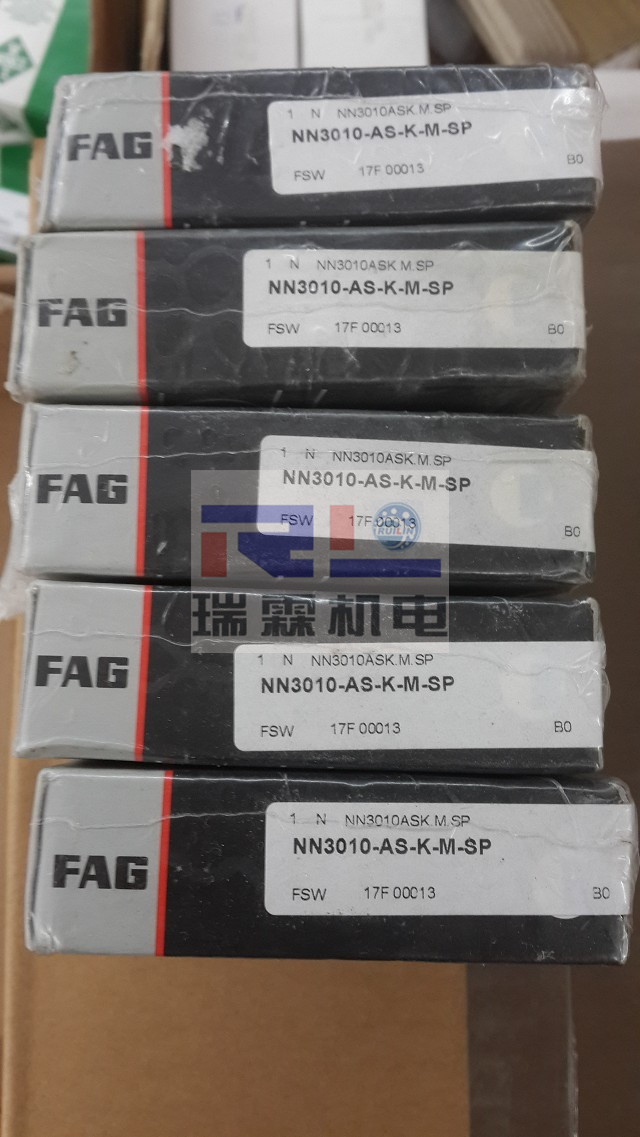 FAG
1 N NN3010ASK.M.SP
NN3010-AS-K-M-SP
FSW 17F 00013 B0
FAG
1 N NN3010ASK.M.SP
NN3010-AS-K-M-SP
FSW 17F 00013 B0
FAG
1 N NN3010ASK.M.SP
NN3010-AS-K-M-SP
FSW 17F 00013 B0
RUILIN
瑞霖机电
FAG
1 N NN3010ASK.M.SP
NN3010-AS-K-M-SP
FSW 17F 00013 B0
FAG
1 N NN3010ASK.M.SP
NN3010-AS-K-M-SP
FSW 17F 00013 B0